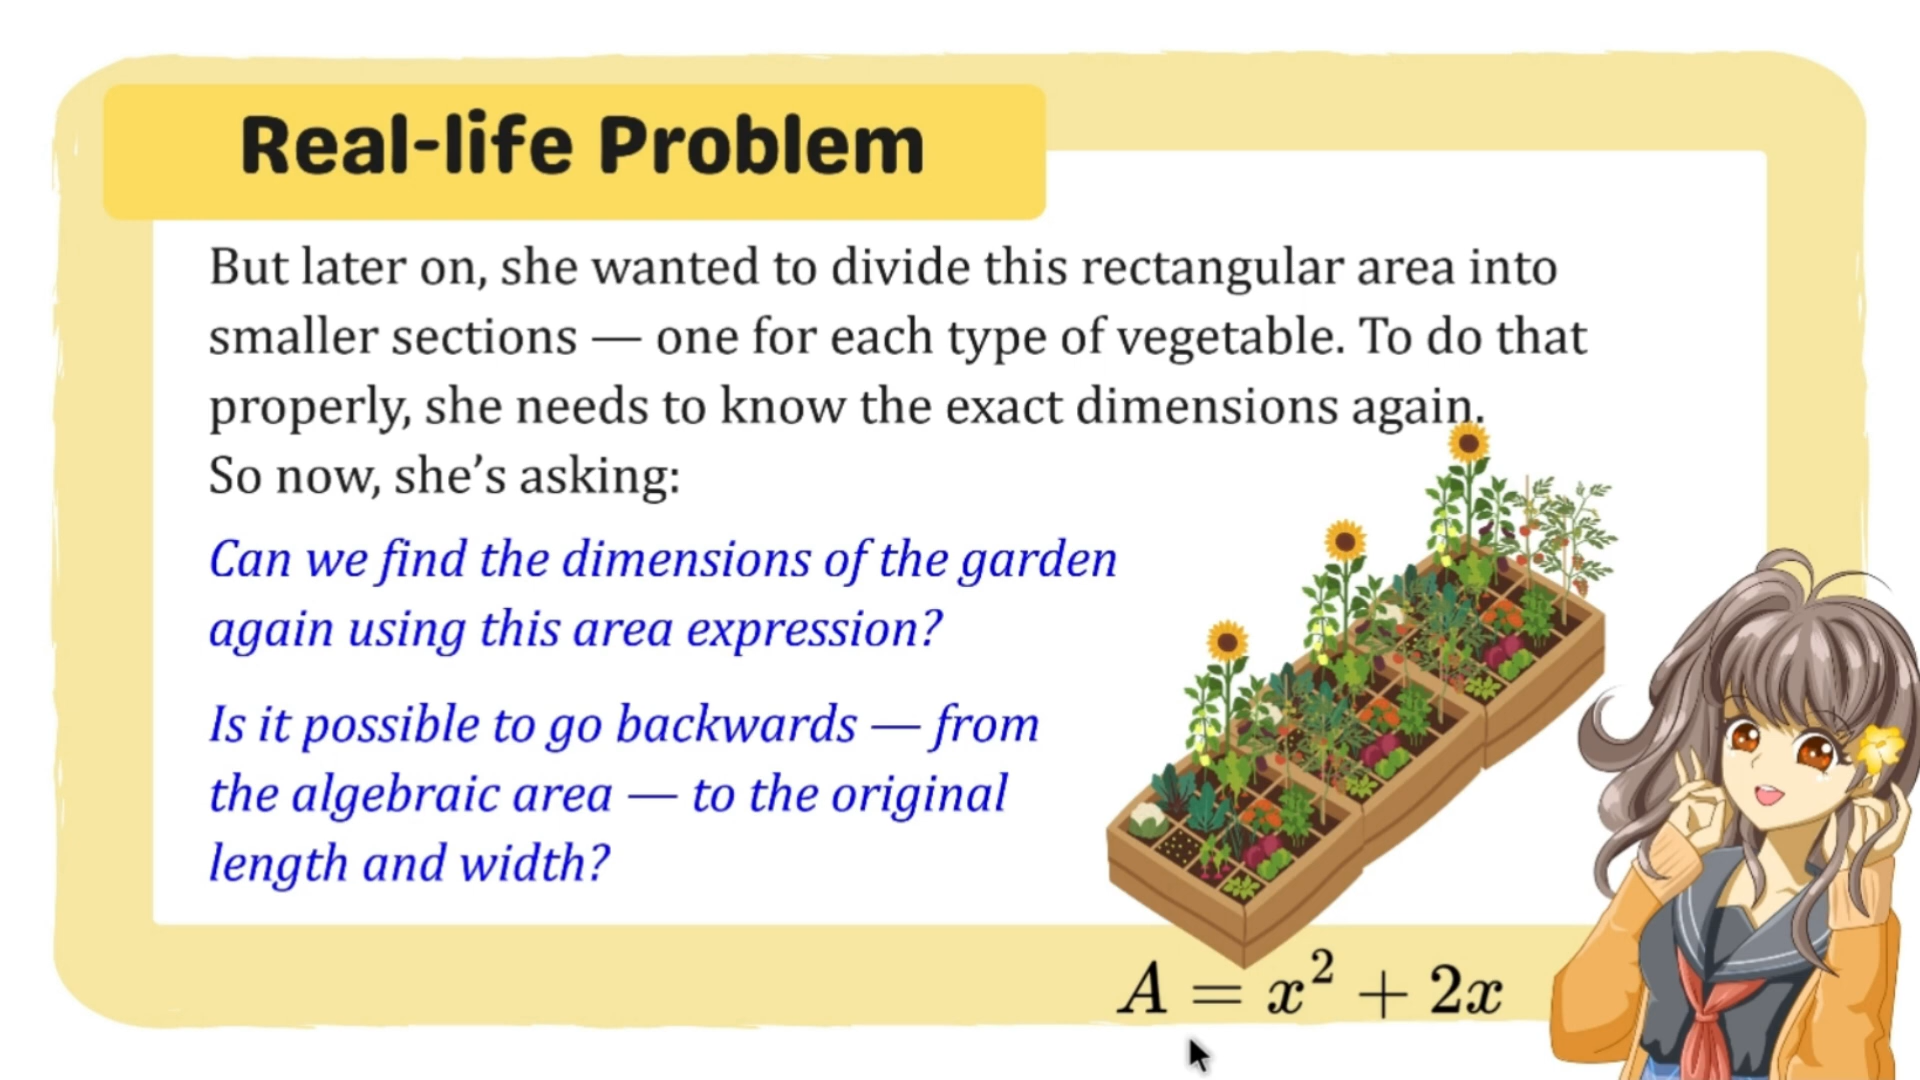 Real-life Problem
But later on, she wanted to divide this rectangular area into
smaller sections — one for each type of vegetable. To do that
properly, she needs to know the exact dimensions again.
So now, she’s asking:
Can we find the dimensions of the garden
again using this area expression?
Is it possible to go backwards — from
the algebraic area — to the original
length and width?
A = x² + 2x